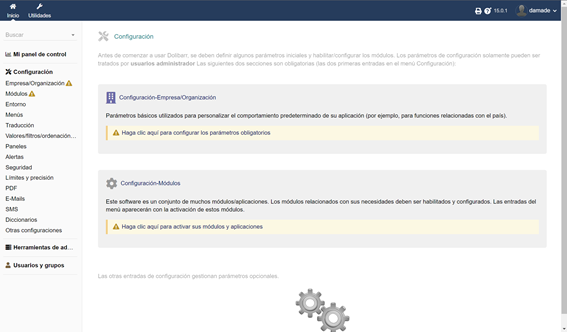 Inicio
Utilidades
15.0.1
damade
Buscar
Mi panel de control
Configuración
Empresa/Organización
Módulos
Entorno
Menús
Traducción
Valores/filtros/ordenación...
Paneles
Alertas
Seguridad
Límites y precisión
PDF
E-Mails
SMS
Diccionarios
Otras configuraciones
Herramientas de ad...
Usuarios y grupos
Configuración
Antes de comenzar a user Dolibarr, se deben definir algunos parámetros iniciales y habilitar/configurar los módulos. Los parámetros de configuración solamente pueden ser
tratados por usuarios administrador Las siguientes dos secciones son obligatorias (las dos primeras entradas en el menú Configuración):
Configuración-Empresa/Organización
Parámetros básicos utilizados para personalizar el comportamiento predeterminado de su aplicación (por ejemplo, para funciones relacionadas con el país).
Haga clic aquí para configurar los parámetros obligatorios
Configuración-Módulos
Este software es un conjunto de muchos módulos/aplicaciones. Los módulos relacionados con sus necesidades deben ser habilitados y configurados. Las entradas del
menú aparecerán con la activación de estos módulos.
Haga clic aquí para activar sus módulos y aplicaciones
Las otras entradas de configuración gestionen parámetros opcionales.